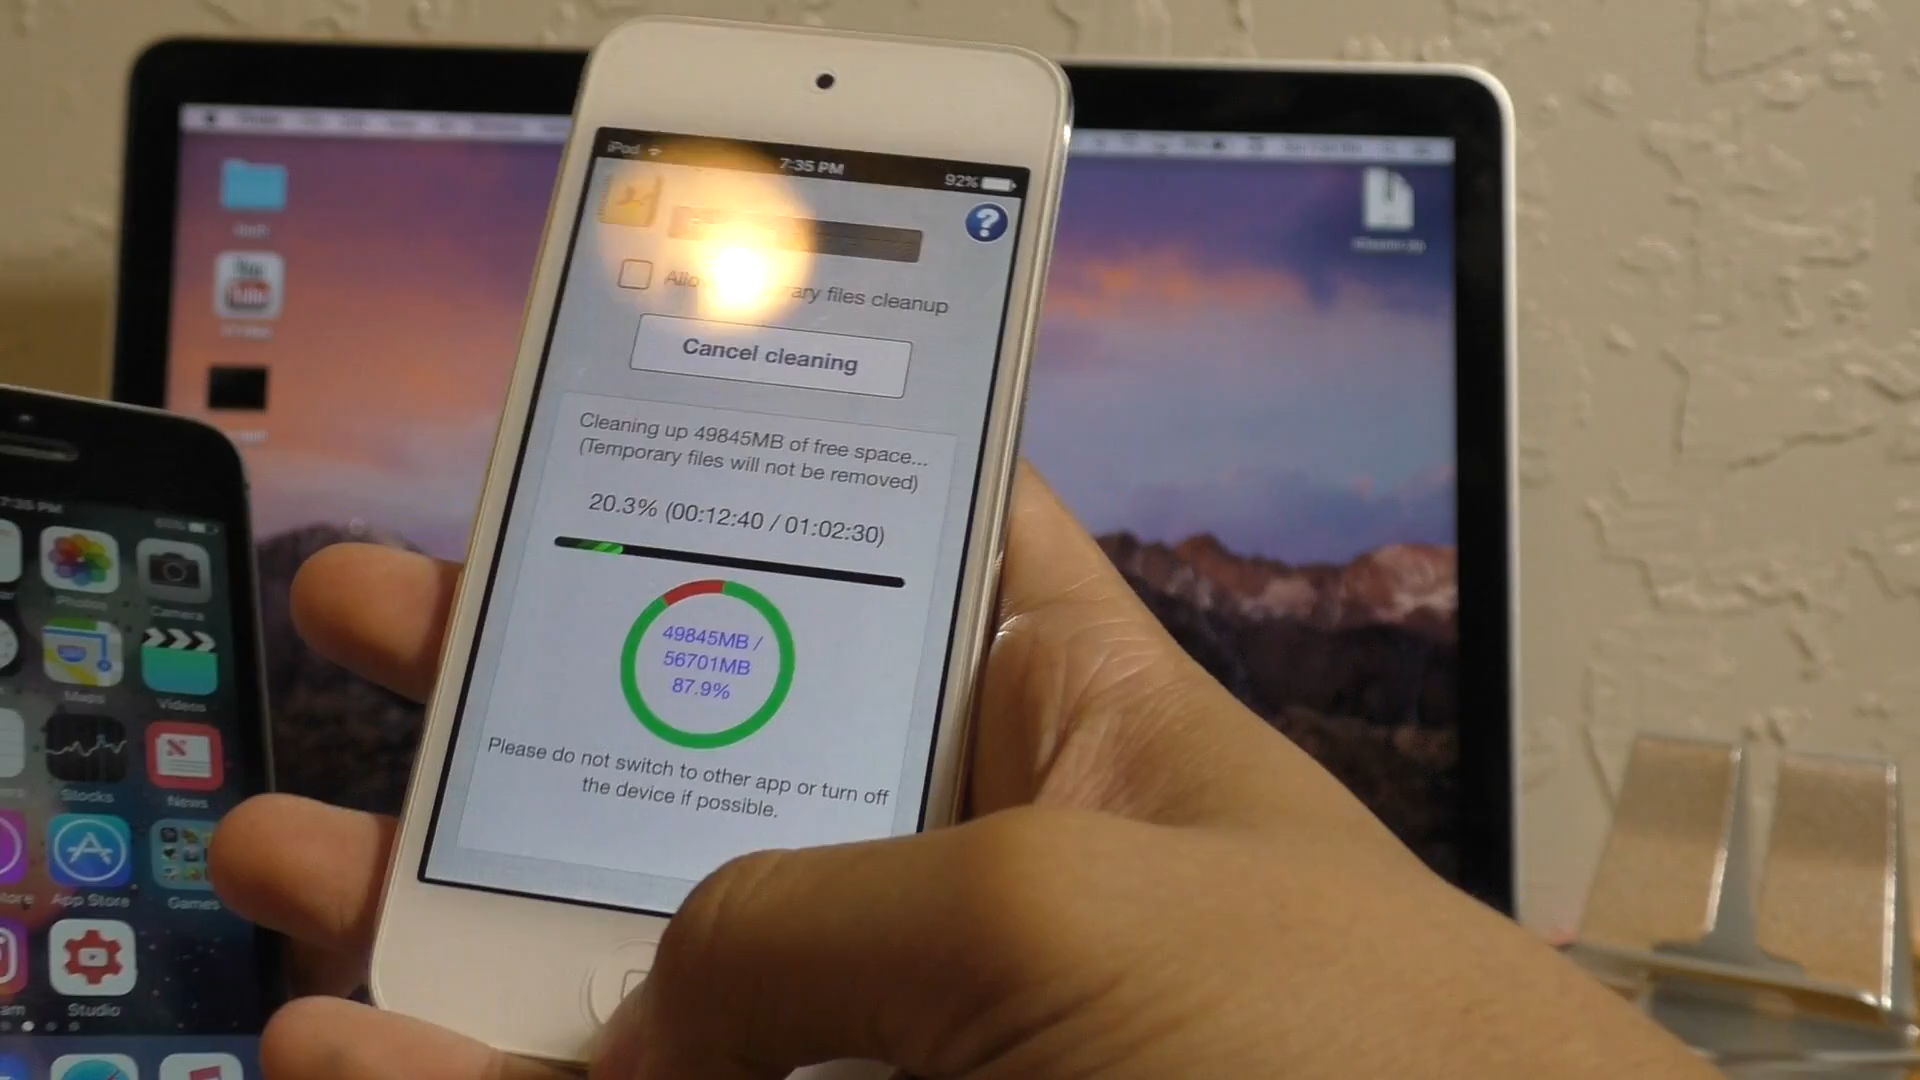 iPod
7:35 PM
92%
?
ary files cleanup
Cancel cleaning
Cleaning up 49845MB of free space...
(Temporary files will not be removed)
20.3% (00:12:40 / 01:02:30)
49845MB /
56701MB
87.9%
Please do not switch to other app or turn off
the device if possible.
7:35 PM
Photos
Camera
Maps
Videos
Stocks
News
App Store
Games
Studio